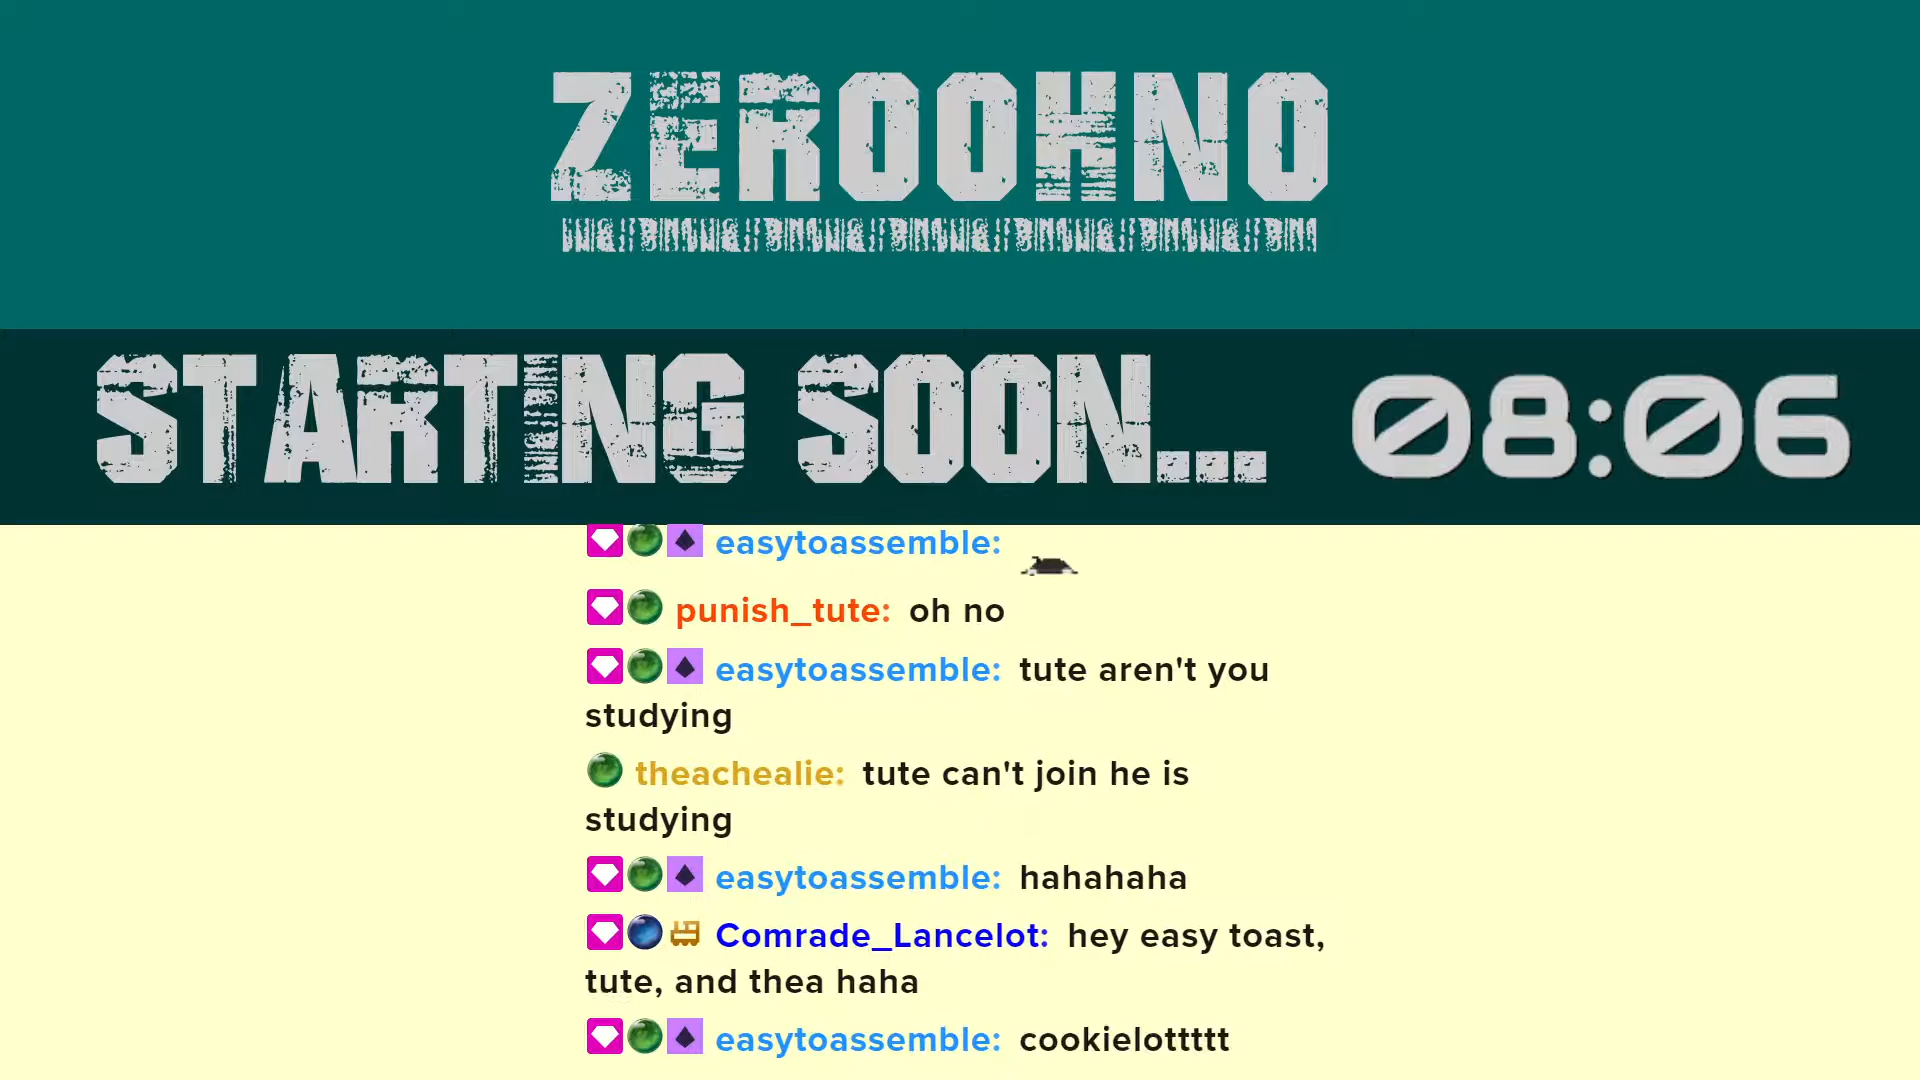 ZEROOHNO
STARTING SOON... 08:06
easytoassemble:
punish_tute: oh no
easytoassemble: tute aren't you
studying
theachealie: tute can't join he is
studying
easytoassemble: hahahaha
Comrade_Lancelot: hey easy toast,
tute, and thea haha
easytoassemble: cookielottttt